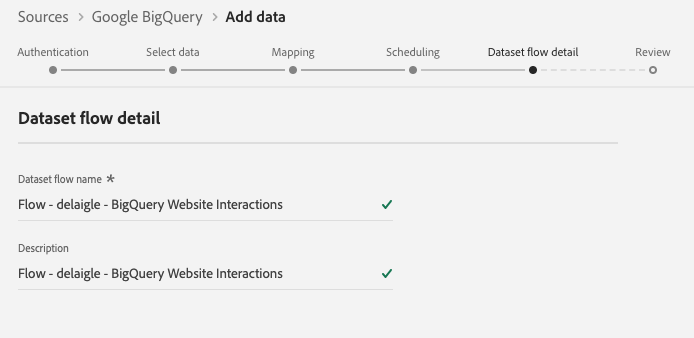 Sources > Google BigQuery > Add data
Authentication Select data Mapping Scheduling Dataset flow detail Review
Dataset flow detail
Dataset flow name *
Flow - delaigle - BigQuery Website Interactions
Description
Flow - delaigle - BigQuery Website Interactions